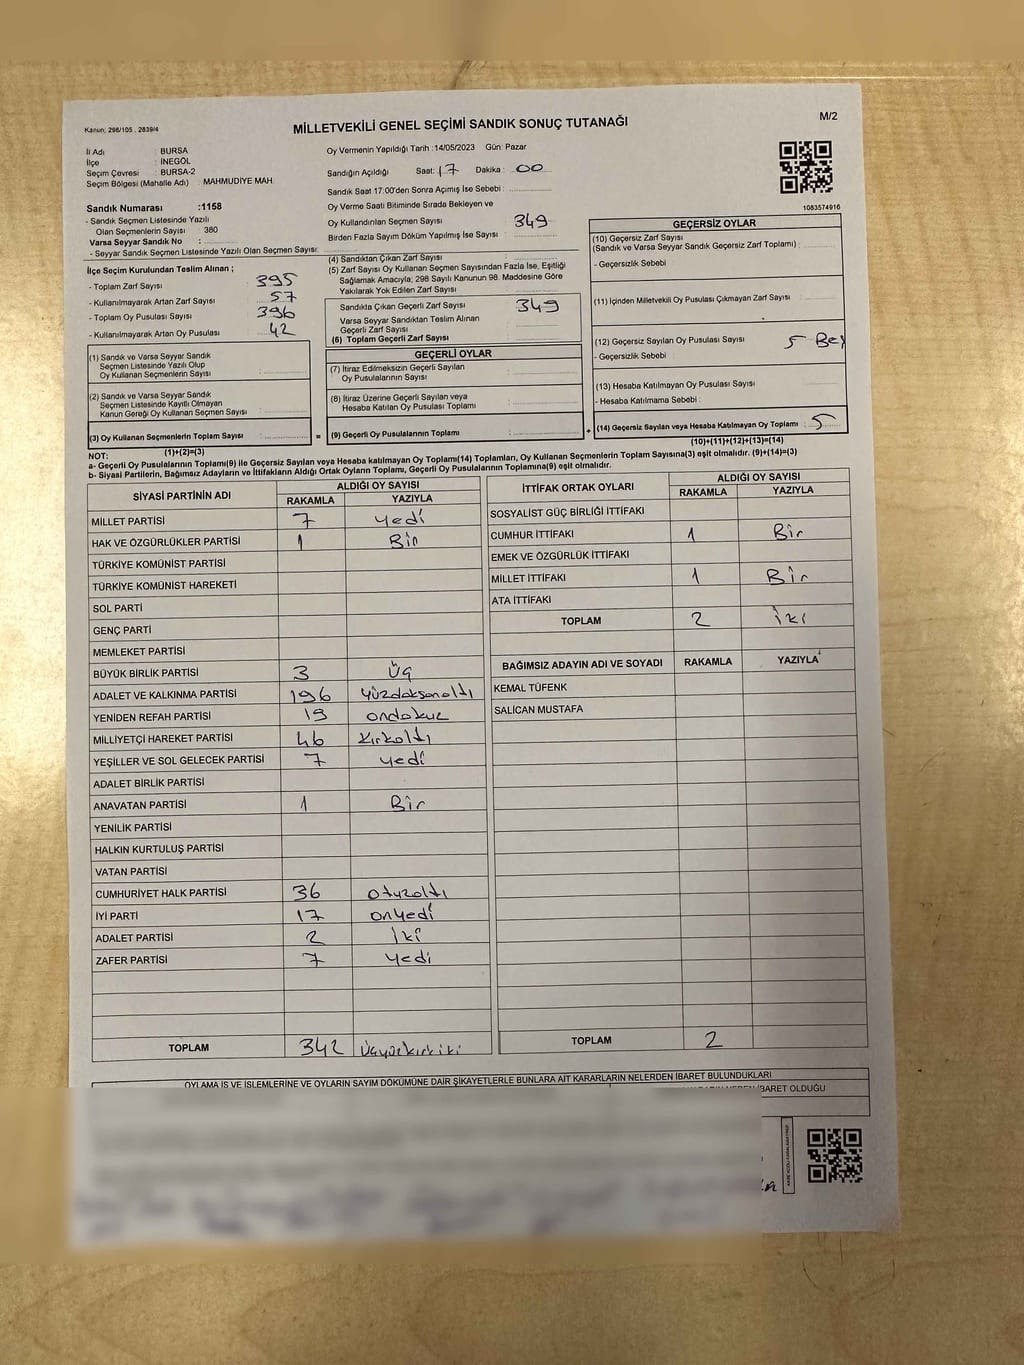 Kanun: 298/105 , 2839/4
MİLLETVEKİLİ GENEL SEÇİMİ SANDIK SONUÇ TUTANAĞI
M/2
İl Adı : BURSA
İlçe : İNEGÖL
Seçim Çevresi : BURSA-2
Seçim Bölgesi (Mahalle Adı) : MAHMUDİYE MAH.
Sandık Numarası :1158
- Sandık Seçmen Listesinde Yazılı
Olan Seçmenlerin Sayısı : 380
Varsa Seyyar Sandık No :
- Seyyar Sandık Seçmen Listesinde Yazılı Olan Seçmen Sayısı:
Oy Vermenin Yapıldığı Tarih :14/05/2023 Gün: Pazar
Sandığın Açıldığı Saat: 17 Dakika : 00
Sandık Saat 17:00'den Sonra Açımış İse Sebebi :
Oy Verme Saati Bitiminde Sırada Bekleyen ve
Oy Kullandırılan Seçmen Sayısı 349
Birden Fazla Sayım Döküm Yapılmış İse Sayısı :
1083574916
İlçe Seçim Kurulundan Teslim Alınan ;
- Toplam Zarf Sayısı : 395
- Kullanılmayarak Artan Zarf Sayısı : 57
- Toplam Oy Pusulası Sayısı : 396
- Kullanılmayarak Artan Oy Pusulası : 42
(4) Sandıktan Çıkan Zarf Sayısı :
(5) Zarf Sayısı Oy Kullanan Seçmen Sayısından Fazla İse, Eşitliği
Sağlamak Amacıyla, 298 Sayılı Kanunun 98. Maddesine Göre
Yakılarak Yok Edilen Zarf Sayısı :
Sandıkta Çıkan Geçerli Zarf Sayısı : 349
Varsa Seyyar Sandıktan Teslim Alınan
Geçerli Zarf Sayısı :
(6) Toplam Geçerli Zarf Sayısı :
GEÇERSİZ OYLAR
(10) Geçersiz Zarf Sayısı
(Sandık ve Varsa Seyyar Sandık Geçersiz Zarf Toplamı) :
- Geçersizlik Sebebi
(11) İçinden Milletvekili Oy Pusulası Çıkmayan Zarf Sayısı :
(12) Geçersiz Sayılan Oy Pusulası Sayısı : 5 Beş
- Geçersizlik Sebebi :
(13) Hesaba Katılmayan Oy Pusulası Sayısı
- Hesaba Katılmama Sebebi :
(14) Geçersiz Sayılan veya Hesaba Katılmayan Oy Toplamı : 5
(10)+(11)+(12)+(13)=(14)
(1) Sandık ve Varsa Seyyar Sandık
Seçmen Listesinde Yazılı Olup
Oy Kullanan Seçmenlerin Sayısı :
(2) Sandık ve Varsa Seyyar Sandık
Seçmen Listesinde Kayıtlı Olmayan
Kanun Gereği Oy Kullanan Seçmen Sayısı :
(3) Oy Kullanan Seçmenlerin Toplam Sayısı : =
(1)+(2)=(3)
GEÇERLİ OYLAR
(7) İtiraz Edilmeksizin Geçerli Sayılan
Oy Pusulalarının Sayısı :
(8) İtiraz Üzerine Geçerli Sayılan veya
Hesaba Katılan Oy Pusulası Toplamı :
(9) Geçerli Oy Pusulalarının Toplamı : +
NOT:
a- Geçerli Oy Pusulalarının Toplamı(9) ile Geçersiz Sayılan veya Hesaba katılmayan Oy Toplamı(14) Toplamları, Oy Kullanan Seçmenlerin Toplam Sayısına(3) eşit olmalıdır. (9)+(14)=(3)
b- Siyasi Partilerin, Bağımsız Adayların ve İttifakların Aldığı Ortak Oyların Toplamı, Geçerli Oy Pusulalarının Toplamına(9) eşit olmalıdır.
SİYASİ PARTİNİN ADI ALDIĞI OY SAYISI
RAKAMLA YAZIYLA
MİLLET PARTİSİ 7 yedi
HAK VE ÖZGÜRLÜKLER PARTİSİ 1 Bir
TÜRKİYE KOMÜNİST PARTİSİ
TÜRKİYE KOMÜNİST HAREKETİ
SOL PARTİ
GENÇ PARTİ
MEMLEKET PARTİSİ
BÜYÜK BİRLİK PARTİSİ 3 Üç
ADALET VE KALKINMA PARTİSİ 196 yüzdoksanaltı
YENİDEN REFAH PARTİSİ 19 ondokuz
MİLLİYETÇİ HAREKET PARTİSİ 46 kırkaltı
YEŞİLLER VE SOL GELECEK PARTİSİ 7 yedi
ADALET BİRLİK PARTİSİ
ANAVATAN PARTİSİ 1 Bir
YENİLİK PARTİSİ
HALKIN KURTULUŞ PARTİSİ
VATAN PARTİSİ
CUMHURİYET HALK PARTİSİ 36 otuzaltı
İYİ PARTİ 17 onyedi
ADALET PARTİSİ 2 iki
ZAFER PARTİSİ 7 yedi
TOPLAM 342 üçyüzkırkiki
İTTİFAK ORTAK OYLARI ALDIĞI OY SAYISI
RAKAMLA YAZIYLA
SOSYALİST GÜÇ BİRLİĞİ İTTİFAKI
CUMHUR İTTİFAKI 1 Bir
EMEK VE ÖZGÜRLÜK İTTİFAKI
MİLLET İTTİFAKI 1 Bir
ATA İTTİFAKI
TOPLAM 2 iki
BAĞIMSIZ ADAYIN ADI VE SOYADI RAKAMLA YAZIYLA
KEMAL TÜFENK
SALİCAN MUSTAFA
TOPLAM 2
OYLAMA İŞ VE İŞLEMLERİNE VE OYLARIN SAYIM DÖKÜMÜNE DAİR ŞİKAYETLERLE BUNLARA AİT KARARLARIN NELERDEN İBARET BULUNDUKLARI
İBARET OLDUĞU